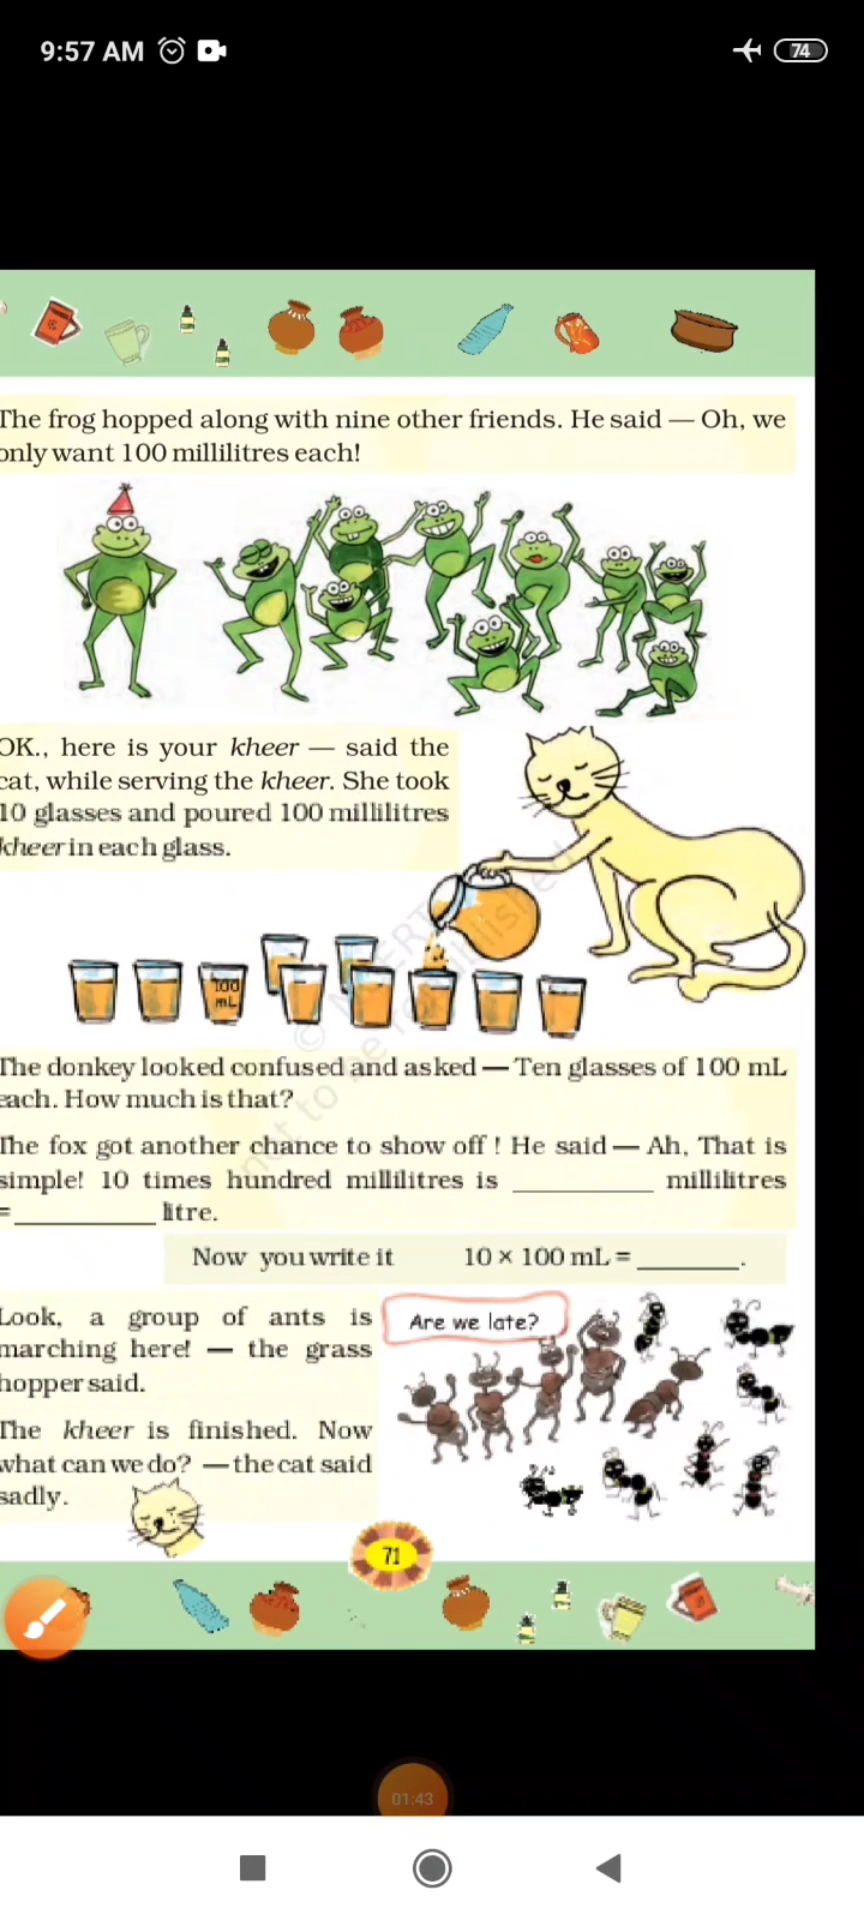 9:57 AM
74
The frog hopped along with nine other friends. He said — Oh, we
only want 100 millilitres each!
OK., here is your kheer — said the
cat, while serving the kheer. She took
10 glasses and poured 100 millilitres
kheer in each glass.
100
mL
The donkey looked confused and asked — Ten glasses of 100 mL
each. How much is that?
The fox got another chance to show off ! He said — Ah, That is
simple! 10 times hundred millilitres is __________ millilitres
= __________ litre.
Now you write it 10 × 100 mL = _______.
Look, a group of ants is
marching here! — the grass
hopper said.
Are we late?
The kheer is finished. Now
what can we do? — the cat said
sadly.
71
01:43